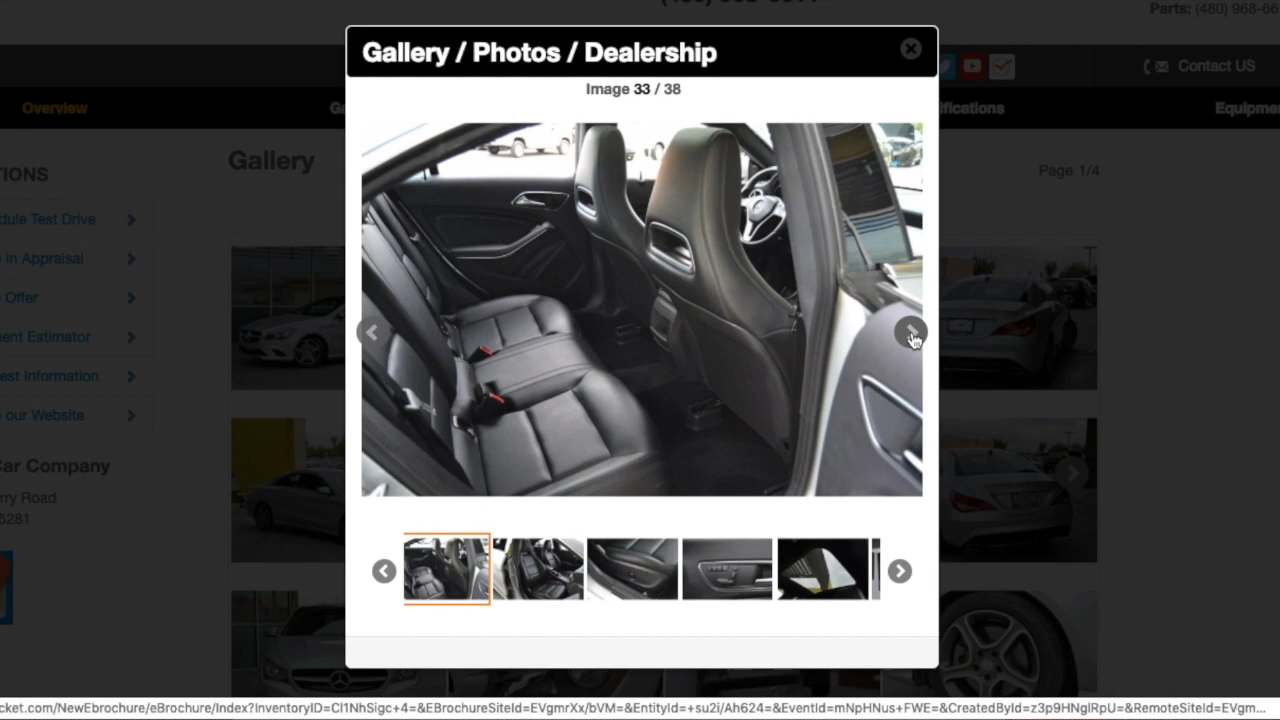 Parts: (480) 968-66
Gallery / Photos / Dealership
Image 33 / 38
Contact US
Overview
ifications
Equipme
Gallery
Page 1/4
TIONS
dule Test Drive
In Appraisal
Offer
ent Estimator
est Information
our Website
Car Company
rry Road
5281
cket.com/NewEbrochure/eBrochure/Index?InventoryID=CI1NhSigc+4=&EBrochureSiteId=EVgmrXx/bVM=&EntityId=+su2i/Ah624=&EventId=mNpHNus+FWE=&CreatedById=z3p9HNglRpU=&RemoteSiteId=EVgm...